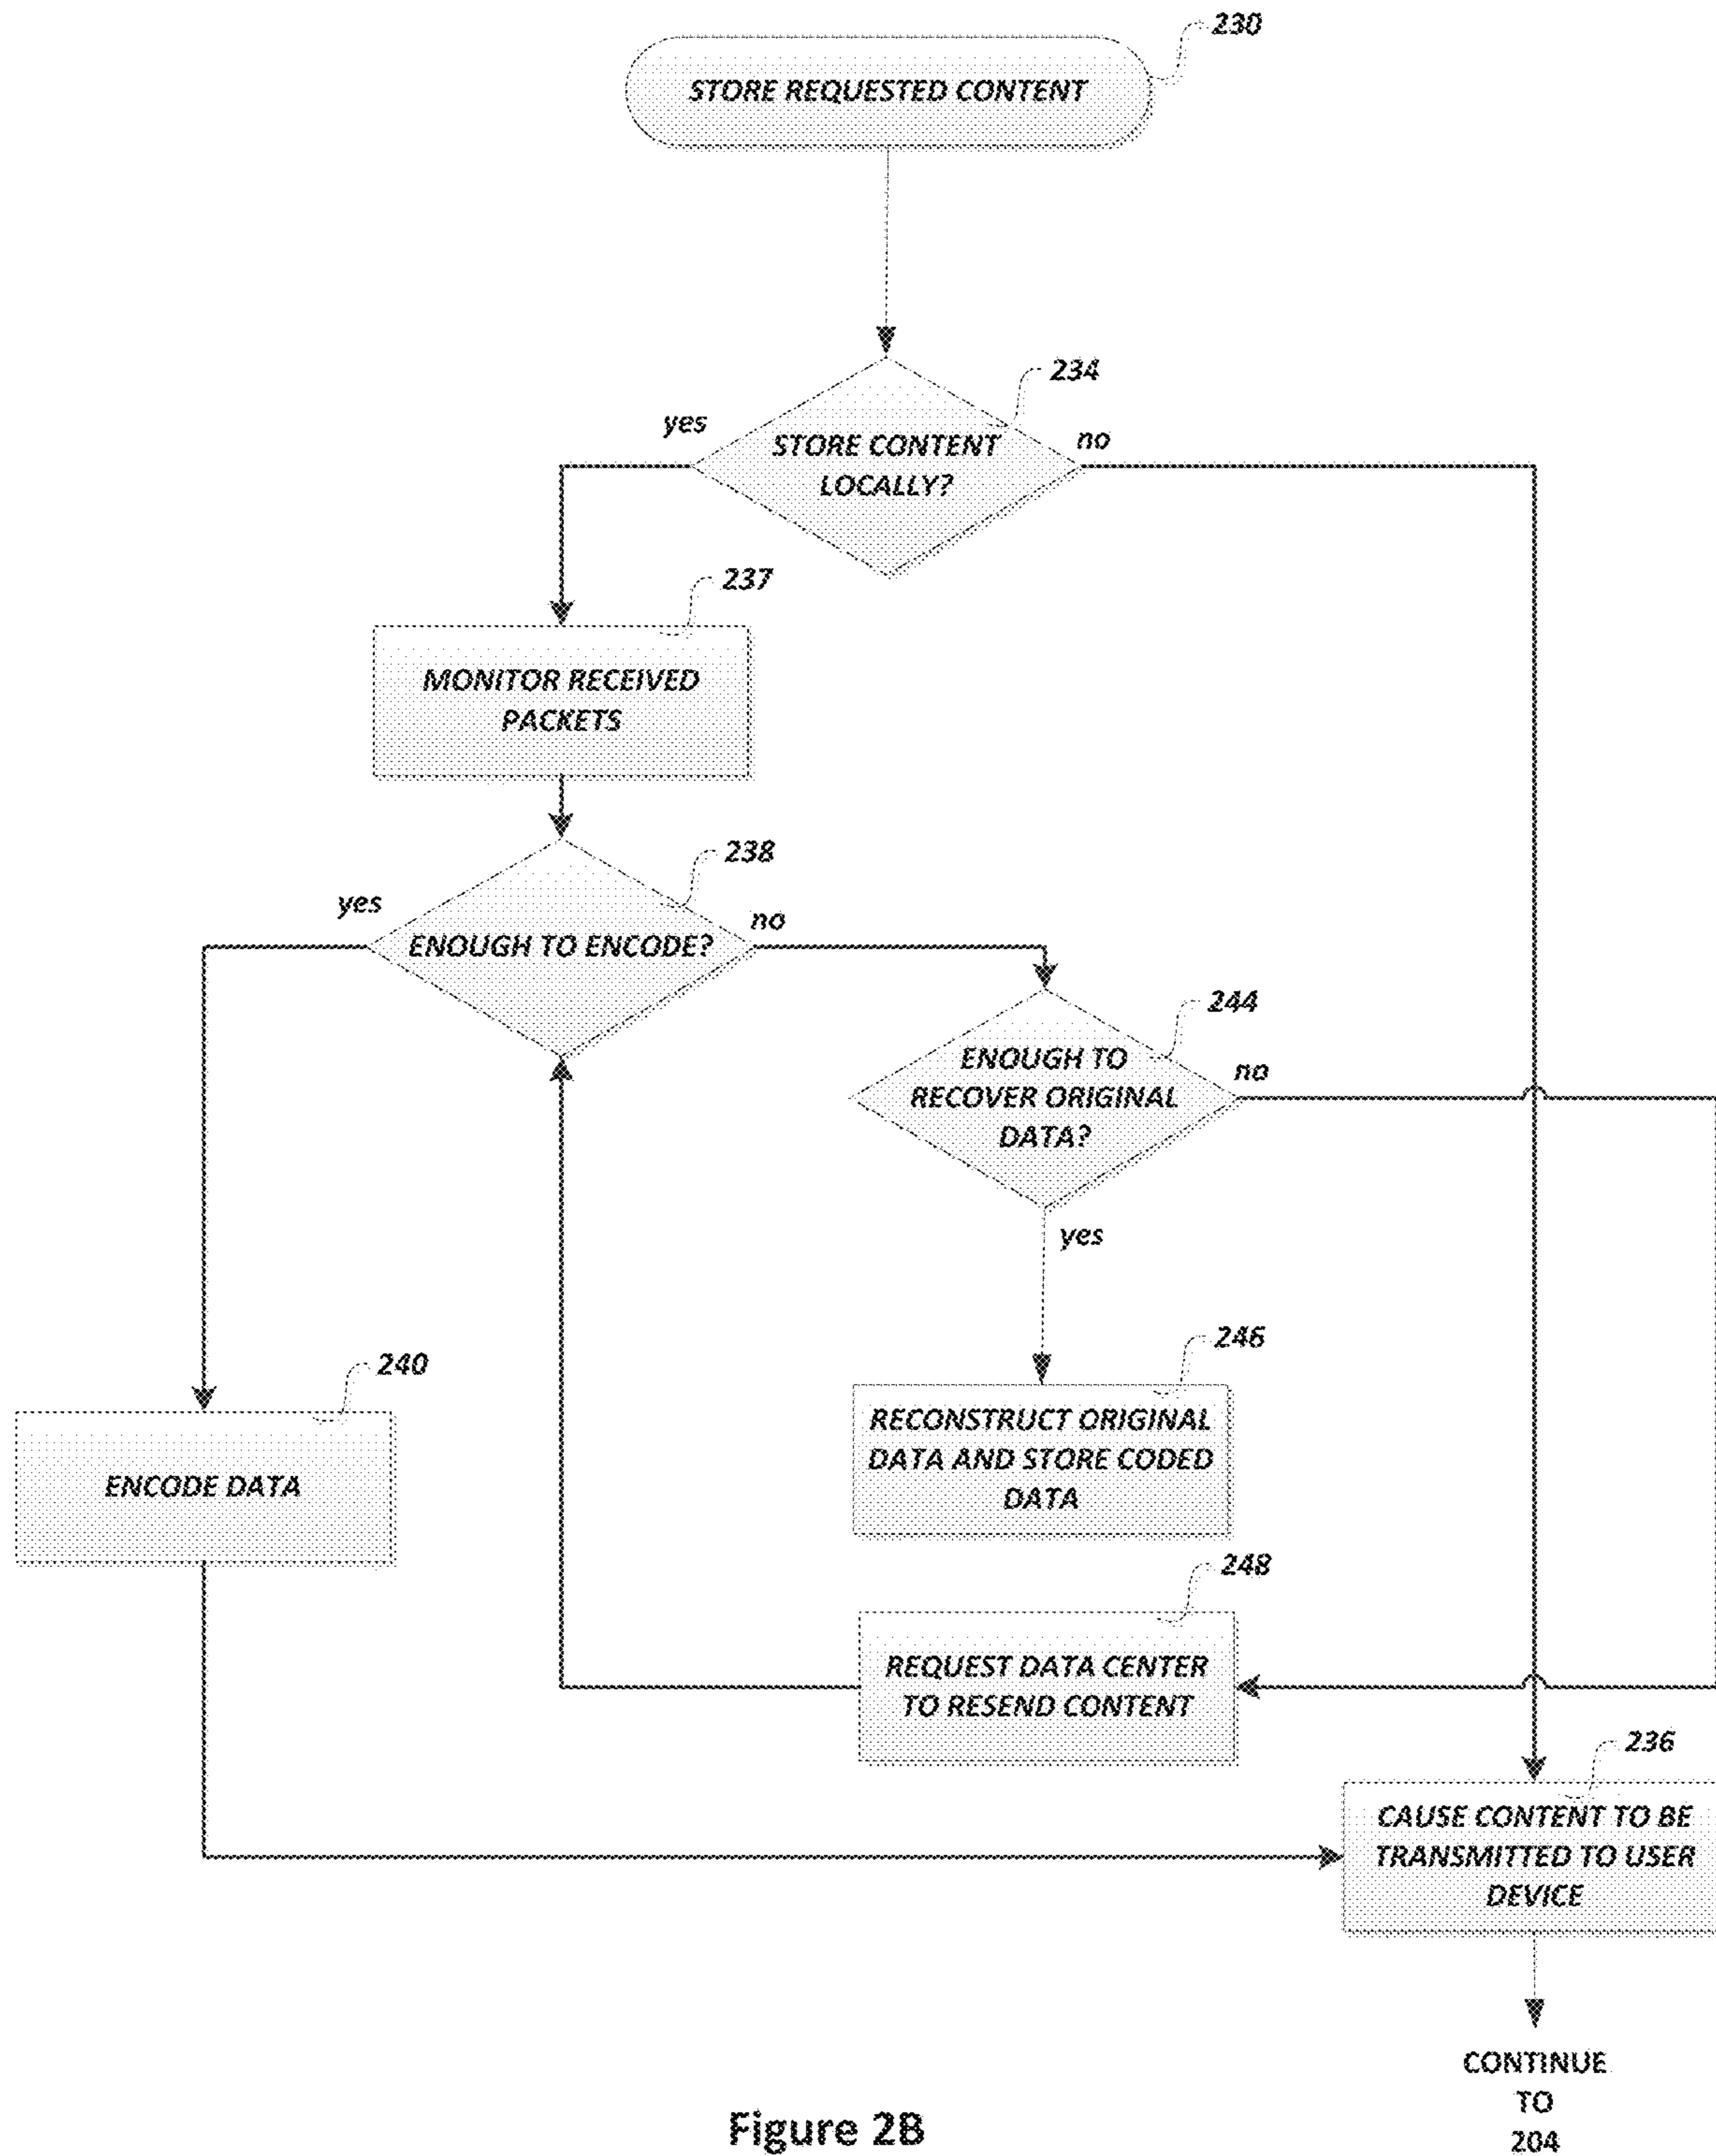 230
STORE REQUESTED CONTENT
234
yes
no
STORE CONTENT
LOCALLY?
237
MONITOR RECEIVED
PACKETS
238
yes
no
ENOUGH TO ENCODE?
244
ENOUGH TO
RECOVER ORIGINAL
DATA?
no
yes
246
RECONSTRUCT ORIGINAL
DATA AND STORE CODED
DATA
240
ENCODE DATA
248
REQUEST DATA CENTER
TO RESEND CONTENT
236
CAUSE CONTENT TO BE
TRANSMITTED TO USER
DEVICE
CONTINUE
TO
204
Figure 2B